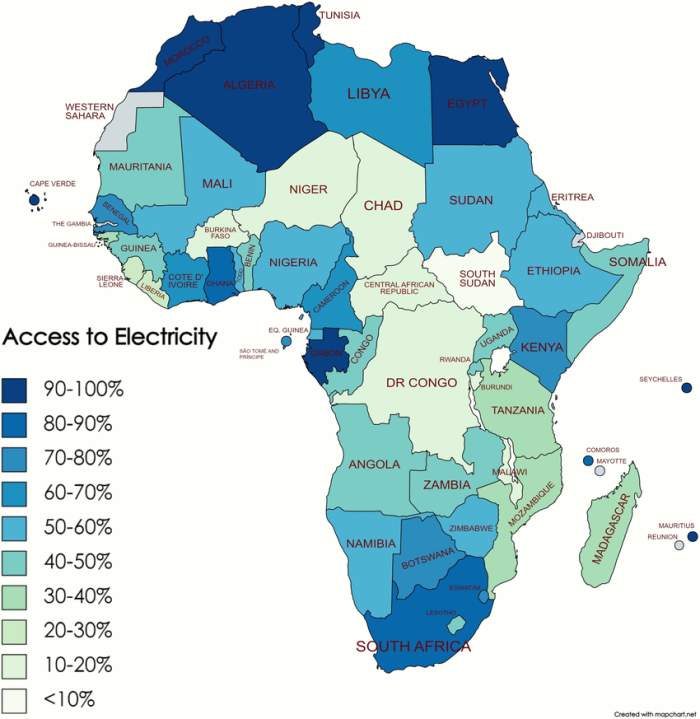 TUNISIA
MOROCCO
ALGERIA
LIBYA
EGYPT
WESTERN
SAHARA
MAURITANIA
MALI
NIGER
CHAD
SUDAN
ERITREA
CAPE VERDE
SENEGAL
THE GAMBIA
GUINEA-BISSAU
GUINEA
BURKINA
FASO
BENIN
TOGO
NIGERIA
DJIBOUTI
SOMALIA
ETHIOPIA
SIERRA
LEONE
LIBERIA
COTE D'
IVOIRE
GHANA
CAMEROON
CENTRAL AFRICAN
REPUBLIC
SOUTH
SUDAN
EQ. GUINEA
SÃO TOMÉ AND
PRINCIPE
GABON
CONGO
DR CONGO
UGANDA
KENYA
RWANDA
BURUNDI
TANZANIA
SEYCHELLES
COMOROS
MAYOTTE
ANGOLA
ZAMBIA
MALAWI
MOZAMBIQUE
MADAGASCAR
MAURITIUS
REUNION
NAMIBIA
ZIMBABWE
BOTSWANA
ESWATINI
LESOTHO
SOUTH AFRICA
Access to Electricity
90-100%
80-90%
70-80%
60-70%
50-60%
40-50%
30-40%
20-30%
10-20%
<10%
Created with mapchart.net